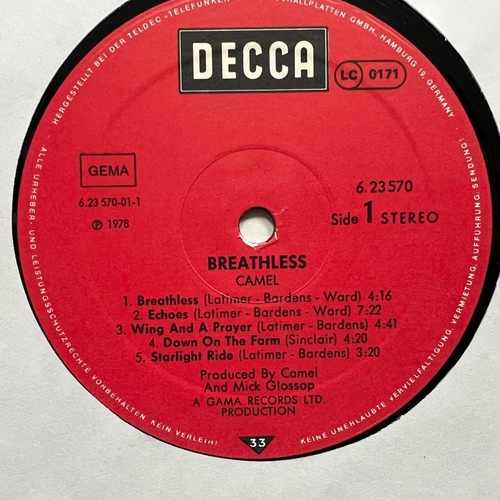 HERGESTELLT BEI DER TELDEC »TELEFUNKEN
SCHALLPLATTEN GMBH, HAMBURG 19, GERMANY
DECCA
LC 0171
GEMA
6.23 570-01-1
℗ 1978
6.23 570
Side 1 STEREO
BREATHLESS
CAMEL
1. Breathless (Latimer - Bardens - Ward) 4:16
2. Echoes (Latimer - Bardens - Ward) 7:22
3. Wing And A Prayer (Latimer - Bardens) 4:41
4. Down On The Farm (Sinclair) 4:20
5. Starlight Ride (Latimer - Bardens) 3:20
Produced By Camel
And Mick Glossop
A GAMA RECORDS LTD.
PRODUCTION
33
ALLE URHEBER- UND LEISTUNGSSCHUTZRECHTE VORBEHALTEN. KEIN VERLEIH!
KEINE UNERLAUBTE VERVIELFÄLTIGUNG, VERMIETUNG, AUFFÜHRUNG, SENDUNG!